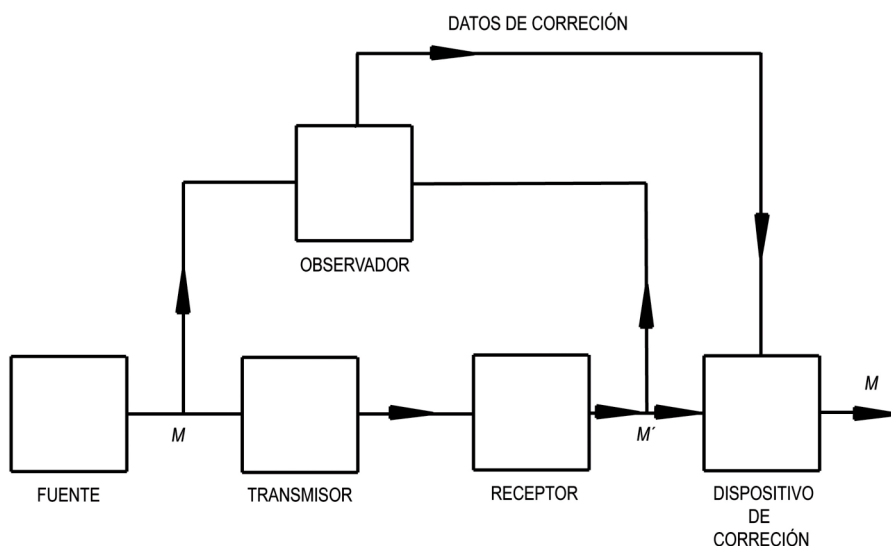 DATOS DE CORRECIÓN
OBSERVADOR
M
M
M´
FUENTE
TRANSMISOR
RECEPTOR
DISPOSITIVO
DE
CORRECIÓN